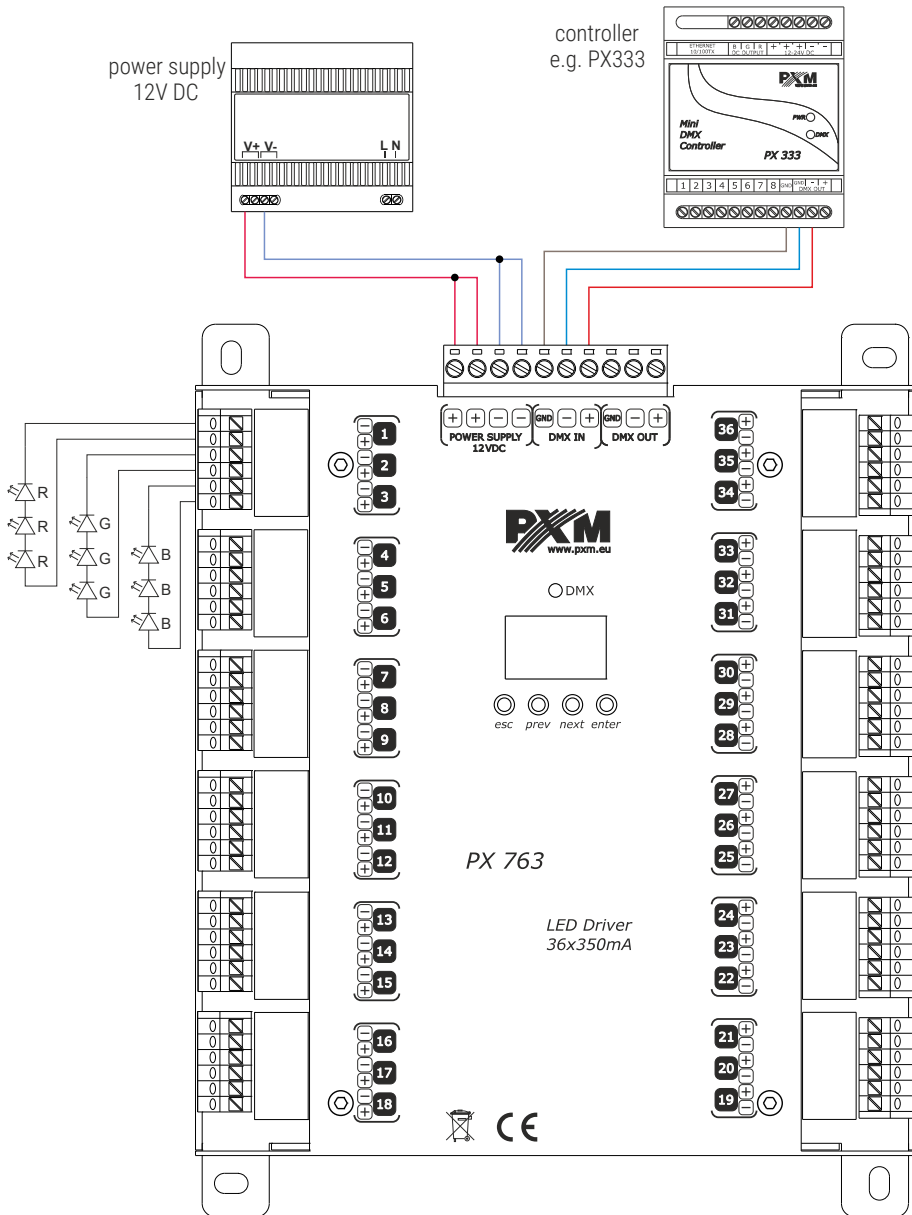 power supply
12V DC
V+ V- L N
controller
e.g. PX333
ETHERNET
10/100TX
B G R
DC OUTPUT
+ + + - -
12-24V DC
PXM
www.pxm.eu
PWR
DMX
Mini
DMX
Controller
PX 333
1 2 3 4 5 6 7 8 GND GND - +
DMX OUT
+ + − − GND − + GND − +
POWER SUPPLY
12VDC
DMX IN
DMX OUT
R
R
R
G
G
G
B
B
B
− + 1
− + 2
− + 3
− + 4
− + 5
− + 6
− + 7
− + 8
− + 9
− + 10
− + 11
− + 12
− + 13
− + 14
− + 15
− + 16
− + 17
− + 18
PXM
www.pxm.eu
DMX
esc prev next enter
PX 763
LED Driver
36x350mA
CE
36 + −
35 + −
34 + −
33 + −
32 + −
31 + −
30 + −
29 + −
28 + −
27 + −
26 + −
25 + −
24 + −
23 + −
22 + −
21 + −
20 + −
19 + −